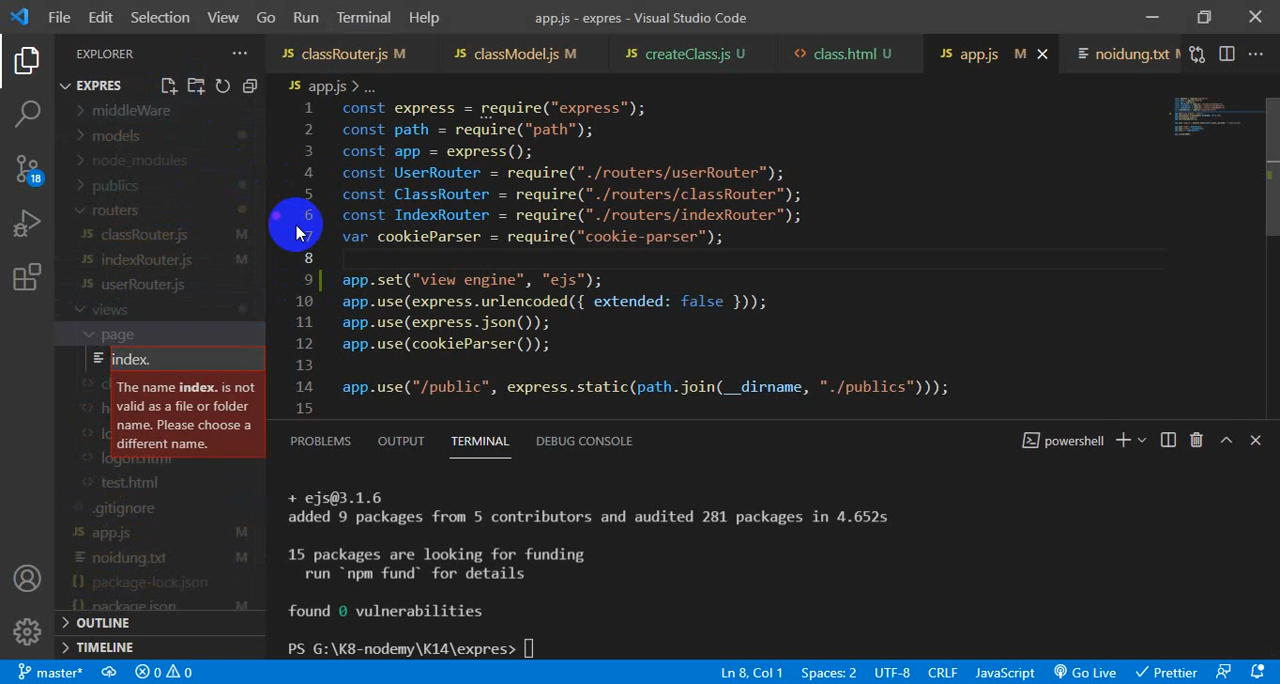 File Edit Selection View Go Run Terminal Help
app.js - expres - Visual Studio Code
EXPLORER
EXPRES
middleWare
models
node_modules
publics
routers
classRouter.js M
indexRouter.js M
userRouter.js M
views
page
index.
The name index. is not
valid as a file or folder
name. Please choose a
different name.
test.html
.gitignore
app.js M
noidung.txt M
package-lock.json
package.json M
OUTLINE
TIMELINE
18
classRouter.js M classModel.js M createClass.js U class.html U app.js M noidung.txt M
app.js > ...
1 const express = require("express");
2 const path = require("path");
3 const app = express();
4 const UserRouter = require("./routers/userRouter");
5 const ClassRouter = require("./routers/classRouter");
6 const IndexRouter = require("./routers/indexRouter");
7 var cookieParser = require("cookie-parser");
8
9 app.set("view engine", "ejs");
10 app.use(express.urlencoded({ extended: false }));
11 app.use(express.json());
12 app.use(cookieParser());
13
14 app.use("/public", express.static(path.join(__dirname, "./publics")));
15
PROBLEMS OUTPUT TERMINAL DEBUG CONSOLE
powershell
+ ejs@3.1.6
added 9 packages from 5 contributors and audited 281 packages in 4.652s
15 packages are looking for funding
run `npm fund` for details
found 0 vulnerabilities
PS G:\K8-nodemy\K14\expres>
master* 0 0 Ln 8, Col 1 Spaces: 2 UTF-8 CRLF JavaScript Go Live Prettier